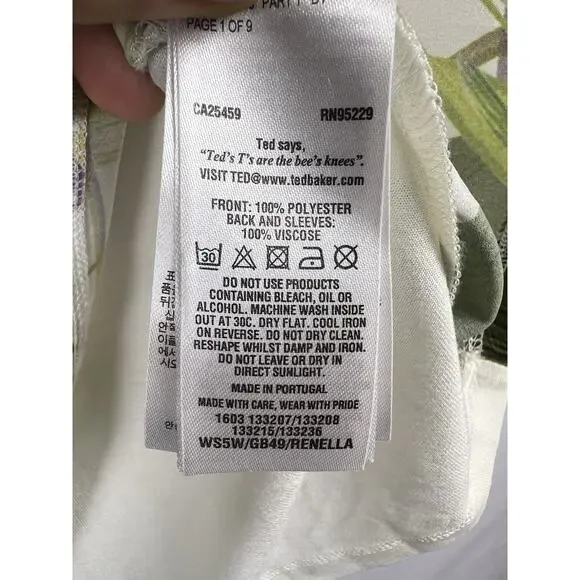 PAGE 1 OF 9
CA25459 RN95229
Ted says,
"Ted's T's are the bee's knees".
VISIT TED@www.tedbaker.com
FRONT: 100% POLYESTER
BACK AND SLEEVES:
100% VISCOSE
30
DO NOT USE PRODUCTS
CONTAINING BLEACH, OIL OR
ALCOHOL. MACHINE WASH INSIDE
OUT AT 30C. DRY FLAT. COOL IRON
ON REVERSE. DO NOT DRY CLEAN.
RESHAPE WHILST DAMP AND IRON.
DO NOT LEAVE OR DRY IN
DIRECT SUNLIGHT.
MADE IN PORTUGAL
MADE WITH CARE, WEAR WITH PRIDE
1603 133207/133208
133215/133236
WS5W/GB49/RENELLA